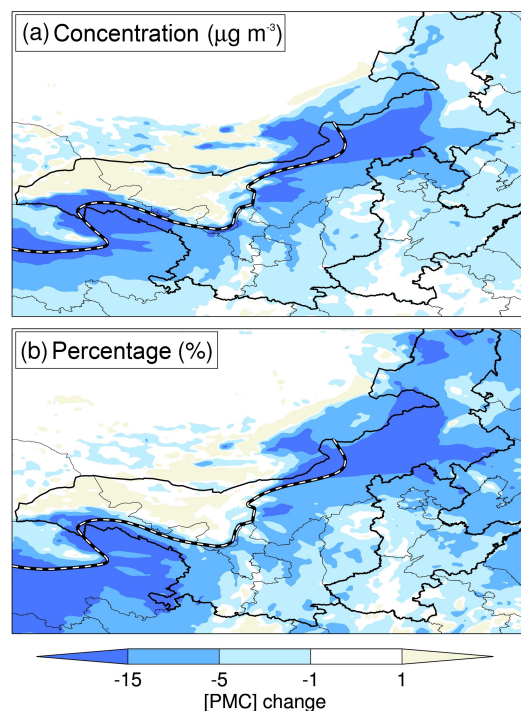 (a) Concentration (µg m⁻³)
(b) Percentage (%)
-15 -5 -1 1
[PMC] change